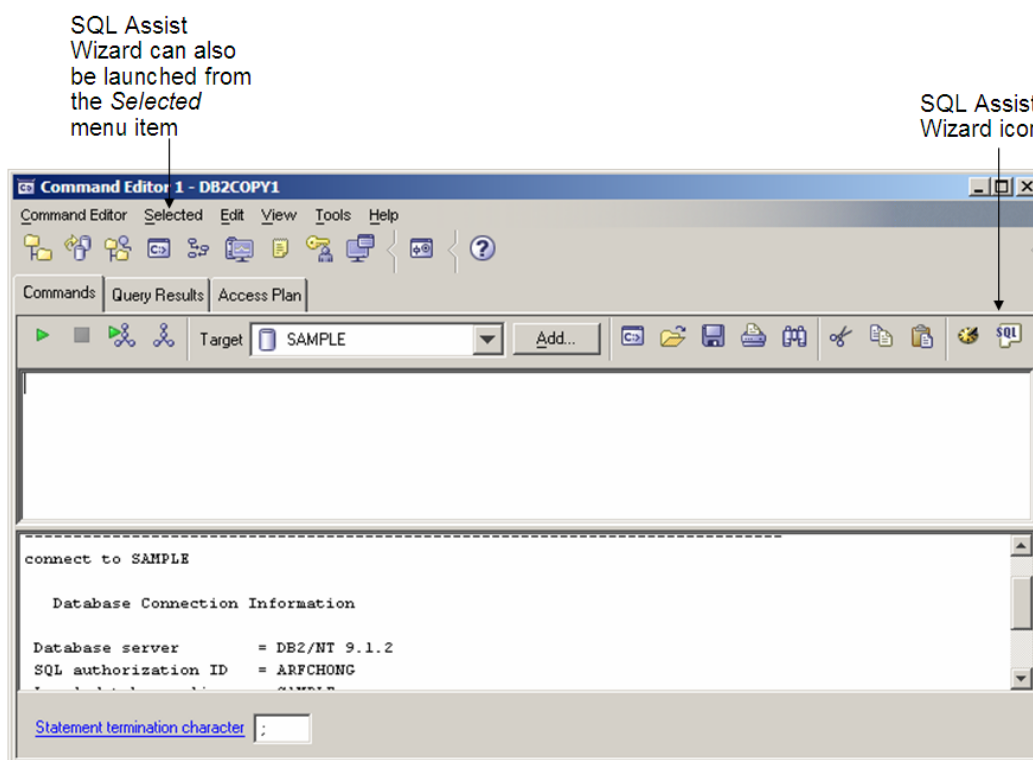 SQL Assist
Wizard can also
be launched from
the Selected
menu item
SQL Assist
Wizard icon
Command Editor 1 - DB2COPY1
Command Editor Selected Edit View Tools Help
Commands Query Results Access Plan
Target SAMPLE Add...
SQL
connect to SAMPLE
Database Connection Information
Database server = DB2/NT 9.1.2
SQL authorization ID = ARFCHONG
Statement termination character ;